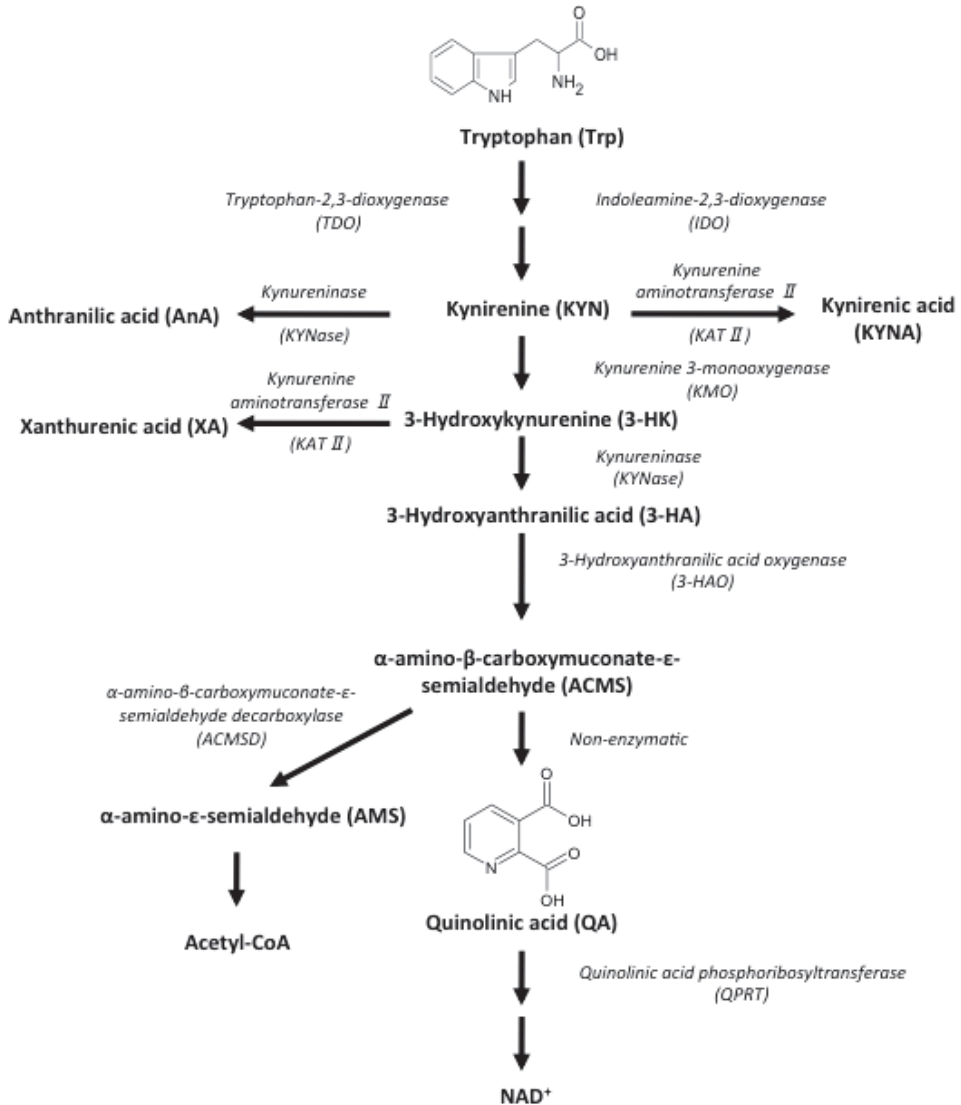 O
OH
NH2
NH
Tryptophan (Trp)
Tryptophan-2,3-dioxygenase
(TDO)
Indoleamine-2,3-dioxygenase
(IDO)
Anthranilic acid (AnA)
Kynureninase
(KYNase)
Kynirenine (KYN)
Kynurenine
aminotransferase II
(KAT II)
Kynirenic acid
(KYNA)
Kynurenine 3-monooxygenase
(KMO)
Xanthurenic acid (XA)
Kynurenine
aminotransferase II
(KAT II)
3-Hydroxykynurenine (3-HK)
Kynureninase
(KYNase)
3-Hydroxyanthranilic acid (3-HA)
3-Hydroxyanthranilic acid oxygenase
(3-HAO)
α-amino-β-carboxymuconate-ε-
semialdehyde (ACMS)
α-amino-β-carboxymuconate-ε-
semialdehyde decarboxylase
(ACMSD)
Non-enzymatic
α-amino-ε-semialdehyde (AMS)
O
OH
O
N
OH
Quinolinic acid (QA)
Acetyl-CoA
Quinolinic acid phosphoribosyltransferase
(QPRT)
NAD⁺